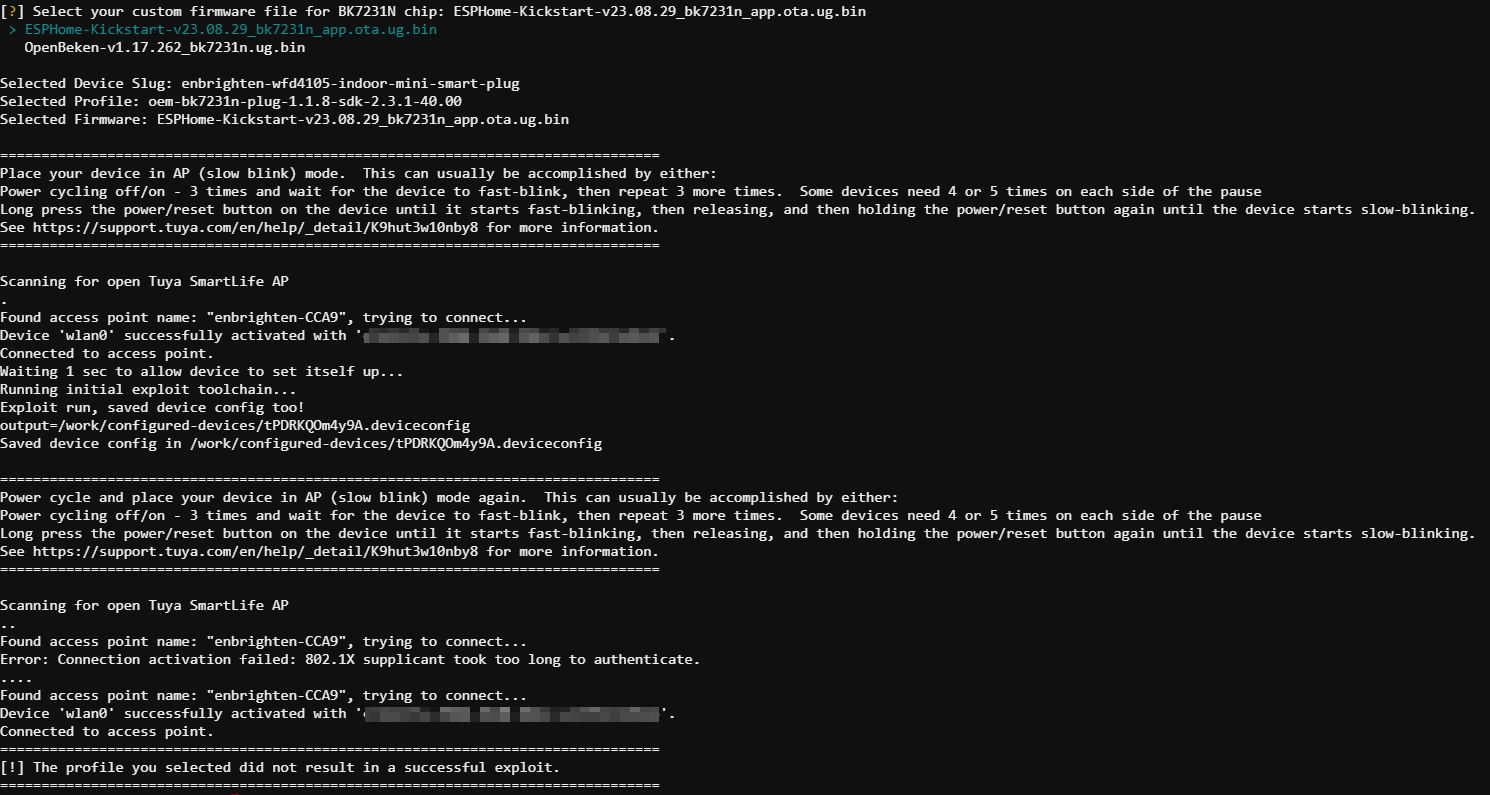 [?] Select your custom firmware file for BK7231N chip: ESPHome-Kickstart-v23.08.29_bk7231n_app.ota.ug.bin
> ESPHome-Kickstart-v23.08.29_bk7231n_app.ota.ug.bin
OpenBeken-v1.17.262_bk7231n.ug.bin
Selected Device Slug: enbrighten-wfd4105-indoor-mini-smart-plug
Selected Profile: oem-bk7231n-plug-1.1.8-sdk-2.3.1-40.00
Selected Firmware: ESPHome-Kickstart-v23.08.29_bk7231n_app.ota.ug.bin
================================================================================
Place your device in AP (slow blink) mode.  This can usually be accomplished by either:
Power cycling off/on - 3 times and wait for the device to fast-blink, then repeat 3 more times.  Some devices need 4 or 5 times on each side of the pause
Long press the power/reset button on the device until it starts fast-blinking, then releasing, and then holding the power/reset button again until the device starts slow-blinking.
See https://support.tuya.com/en/help/_detail/K9hut3w10nby8 for more information.
================================================================================
Scanning for open Tuya SmartLife AP
.
Found access point name: "enbrighten-CCA9", trying to connect...
Device 'wlan0' successfully activated with ' '.
Connected to access point.
Waiting 1 sec to allow device to set itself up...
Running initial exploit toolchain...
Exploit run, saved device config too!
output=/work/configured-devices/tPDRKQOm4y9A.deviceconfig
Saved device config in /work/configured-devices/tPDRKQOm4y9A.deviceconfig
================================================================================
Power cycle and place your device in AP (slow blink) mode again.  This can usually be accomplished by either:
Power cycling off/on - 3 times and wait for the device to fast-blink, then repeat 3 more times.  Some devices need 4 or 5 times on each side of the pause
Long press the power/reset button on the device until it starts fast-blinking, then releasing, and then holding the power/reset button again until the device starts slow-blinking.
See https://support.tuya.com/en/help/_detail/K9hut3w10nby8 for more information.
================================================================================
Scanning for open Tuya SmartLife AP
..
Found access point name: "enbrighten-CCA9", trying to connect...
Error: Connection activation failed: 802.1X supplicant took too long to authenticate.
....
Found access point name: "enbrighten-CCA9", trying to connect...
Device 'wlan0' successfully activated with ' '.
Connected to access point.
================================================================================
[!] The profile you selected did not result in a successful exploit.
================================================================================